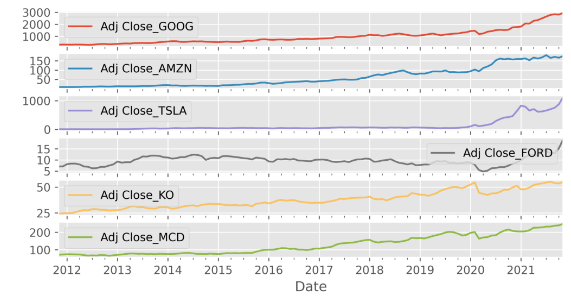 3000
2000
1000
Adj Close_GOOG
150
100
50
Adj Close_AMZN
1000
0
Adj Close_TSLA
15
10
5
Adj Close_FORD
50
25
Adj Close_KO
200
100
Adj Close_MCD
2012 2013 2014 2015 2016 2017 2018 2019 2020 2021
Date